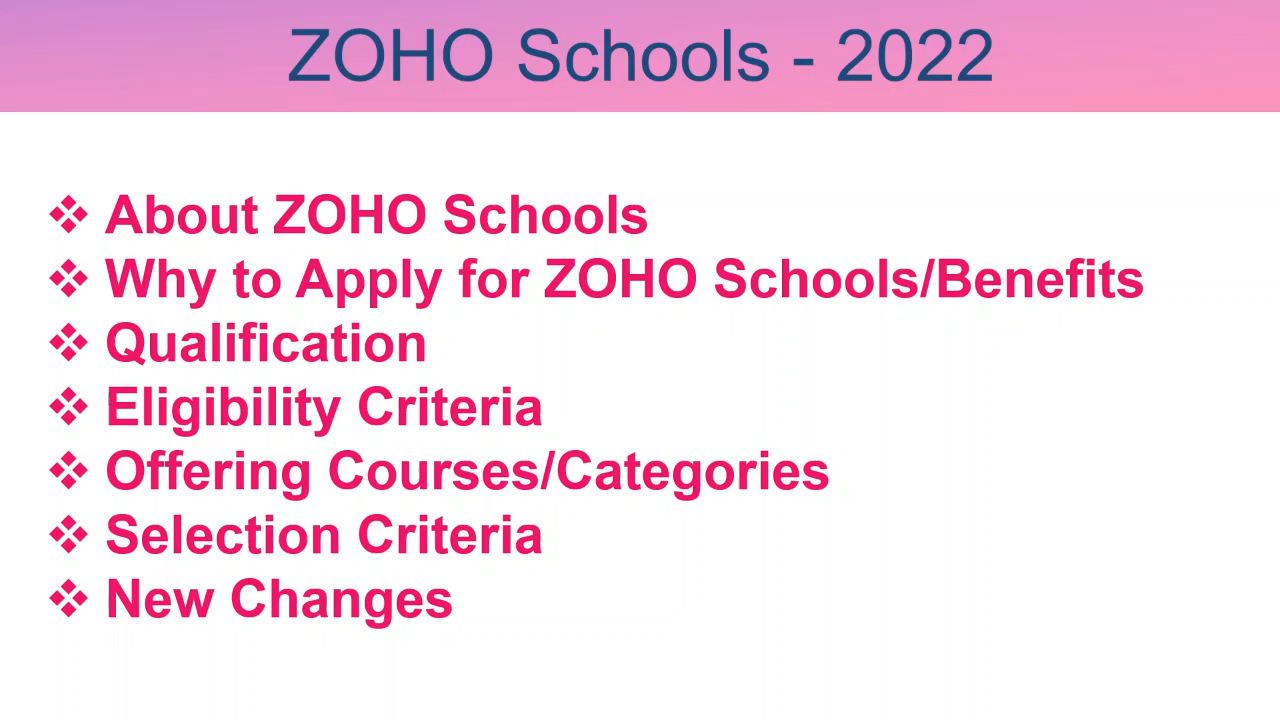 ZOHO Schools - 2022
❖ About ZOHO Schools
❖ Why to Apply for ZOHO Schools/Benefits
❖ Qualification
❖ Eligibility Criteria
❖ Offering Courses/Categories
❖ Selection Criteria
❖ New Changes